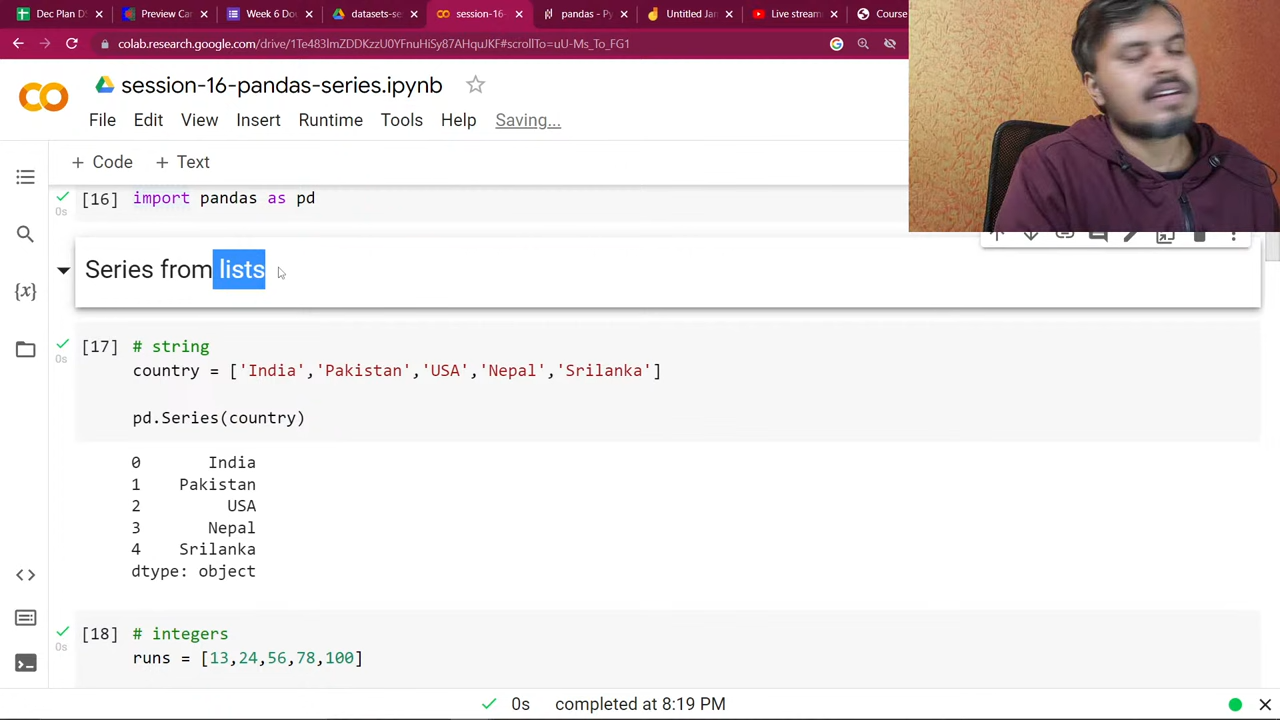 Dec Plan DS
Preview Car
Week 6 Dou
datasets-se
session-16-
pandas - Py
Untitled Jam
Live stream
Course
colab.research.google.com/drive/1Te483lmZDDKzzU0YFnuHiSy87AHquJKF#scrollTo=uU-Ms_To_FG1
session-16-pandas-series.ipynb
File Edit View Insert Runtime Tools Help Saving...
+ Code + Text
[16] import pandas as pd
0s
Series from lists
[17] # string
0s
country = ['India','Pakistan','USA','Nepal','Srilanka']
pd.Series(country)
0 India
1 Pakistan
2 USA
3 Nepal
4 Srilanka
dtype: object
[18] # integers
0s
runs = [13,24,56,78,100]
0s completed at 8:19 PM